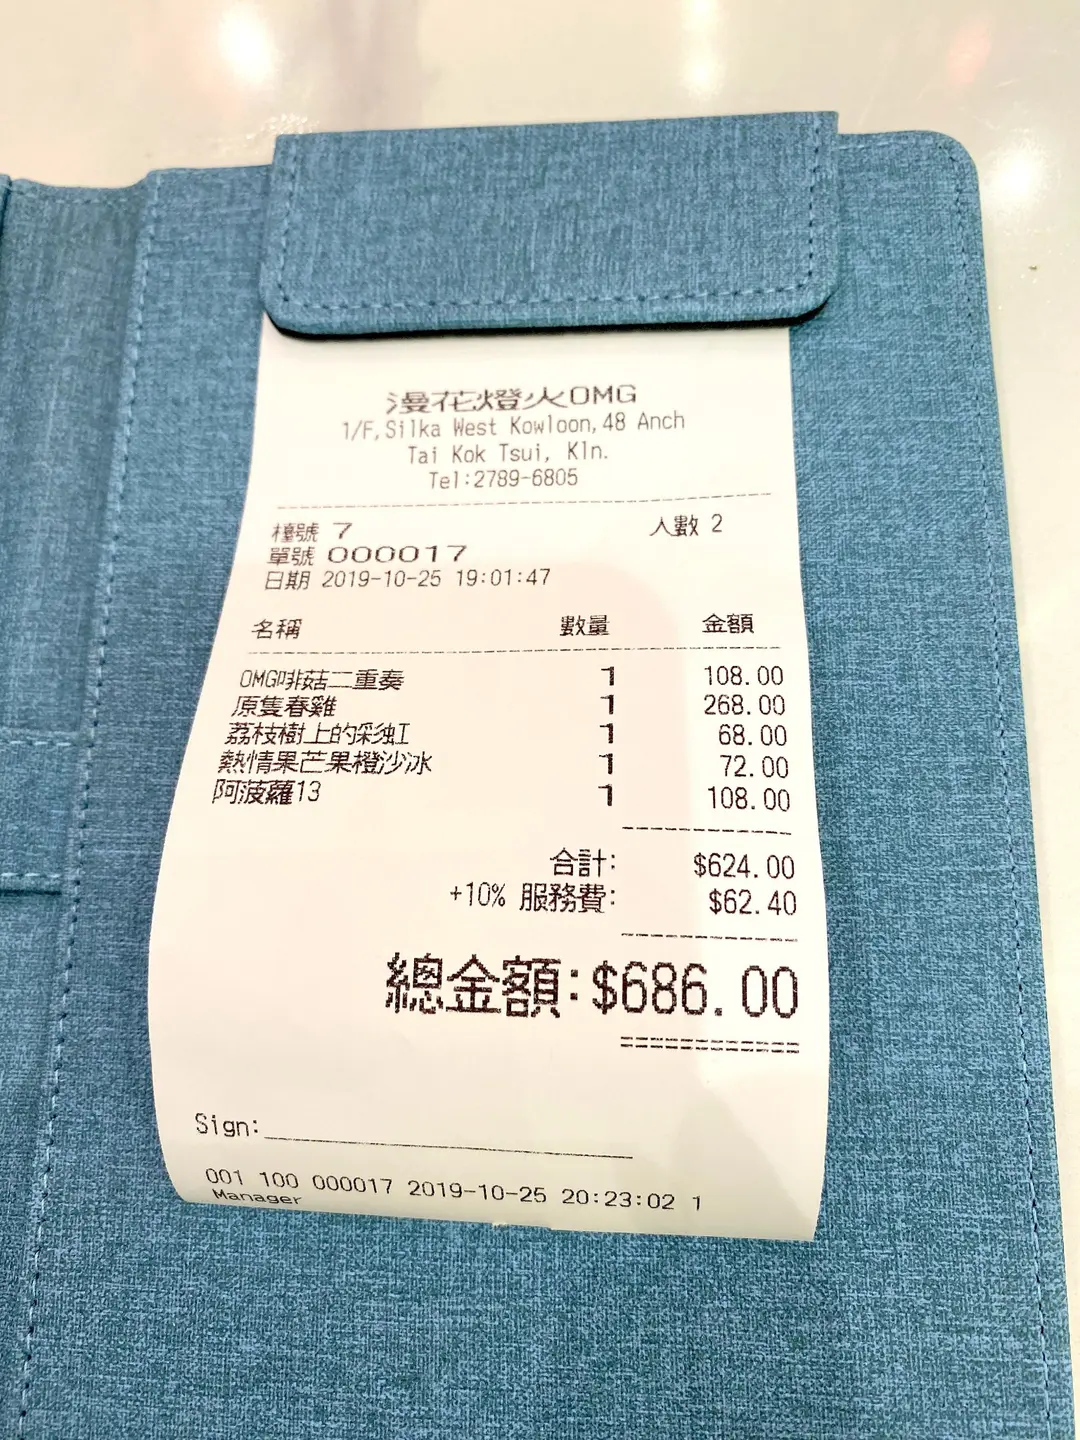 漫花燈火OMG
1/F,Silka West Kowloon,48 Anch
Tai Kok Tsui, Kln.
Tel:2789-6805
檯號 7 人數 2
單號 000017
日期 2019-10-25 19:01:47
名稱 數量 金額
OMG啡菇二重奏 1 108.00
原隻春雞 1 268.00
荔枝樹上的彩虹 1 68.00
熱情果芒果橙沙冰 1 72.00
阿菠蘿13 1 108.00
合計: $624.00
+10% 服務費: $62.40
總金額:$686.00
Sign:
001 100 000017 2019-10-25 20:23:02 1
Manager